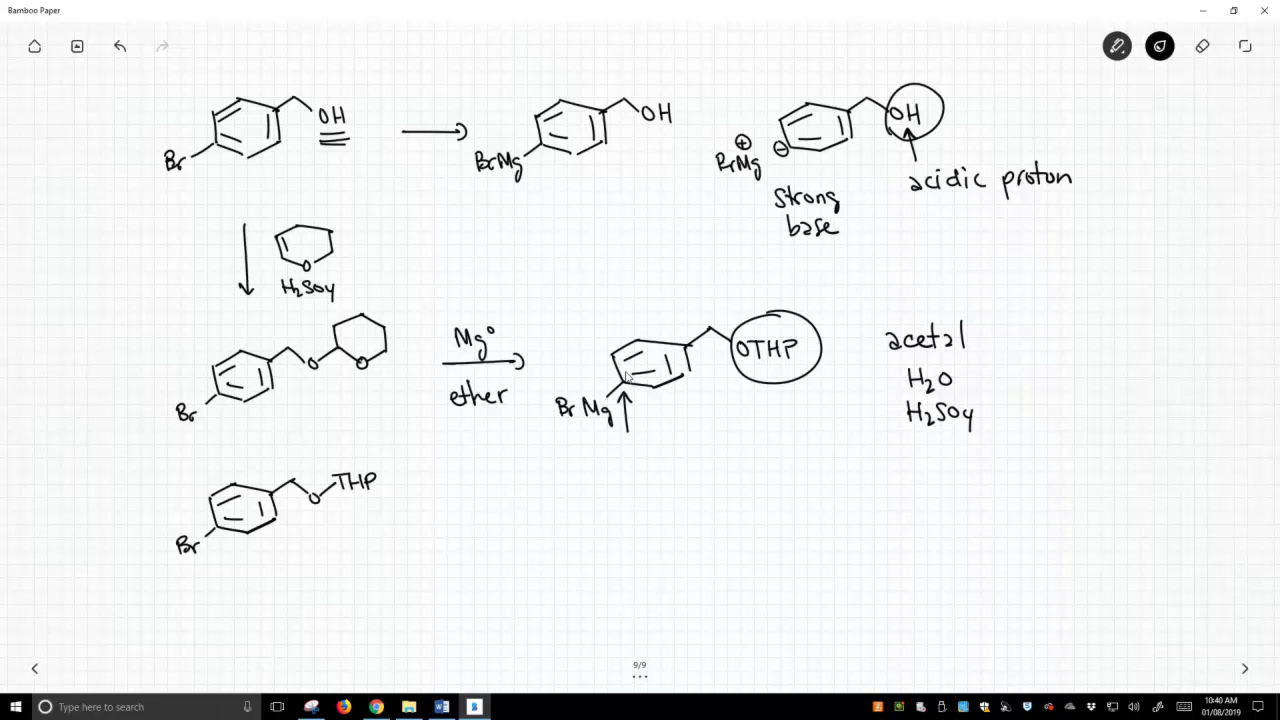 Bamboo Paper
OH
Br
OH
BrMg
OH
acidic proton
⊕
BrMg
⊖
strong
base
O
H2SO4
O
O
Br
Mg°
ether
OTHP
BrMg
acetal
H2O
H2SO4
O
THP
Br
9/9
Type here to search
10:40 AM
01/08/2019